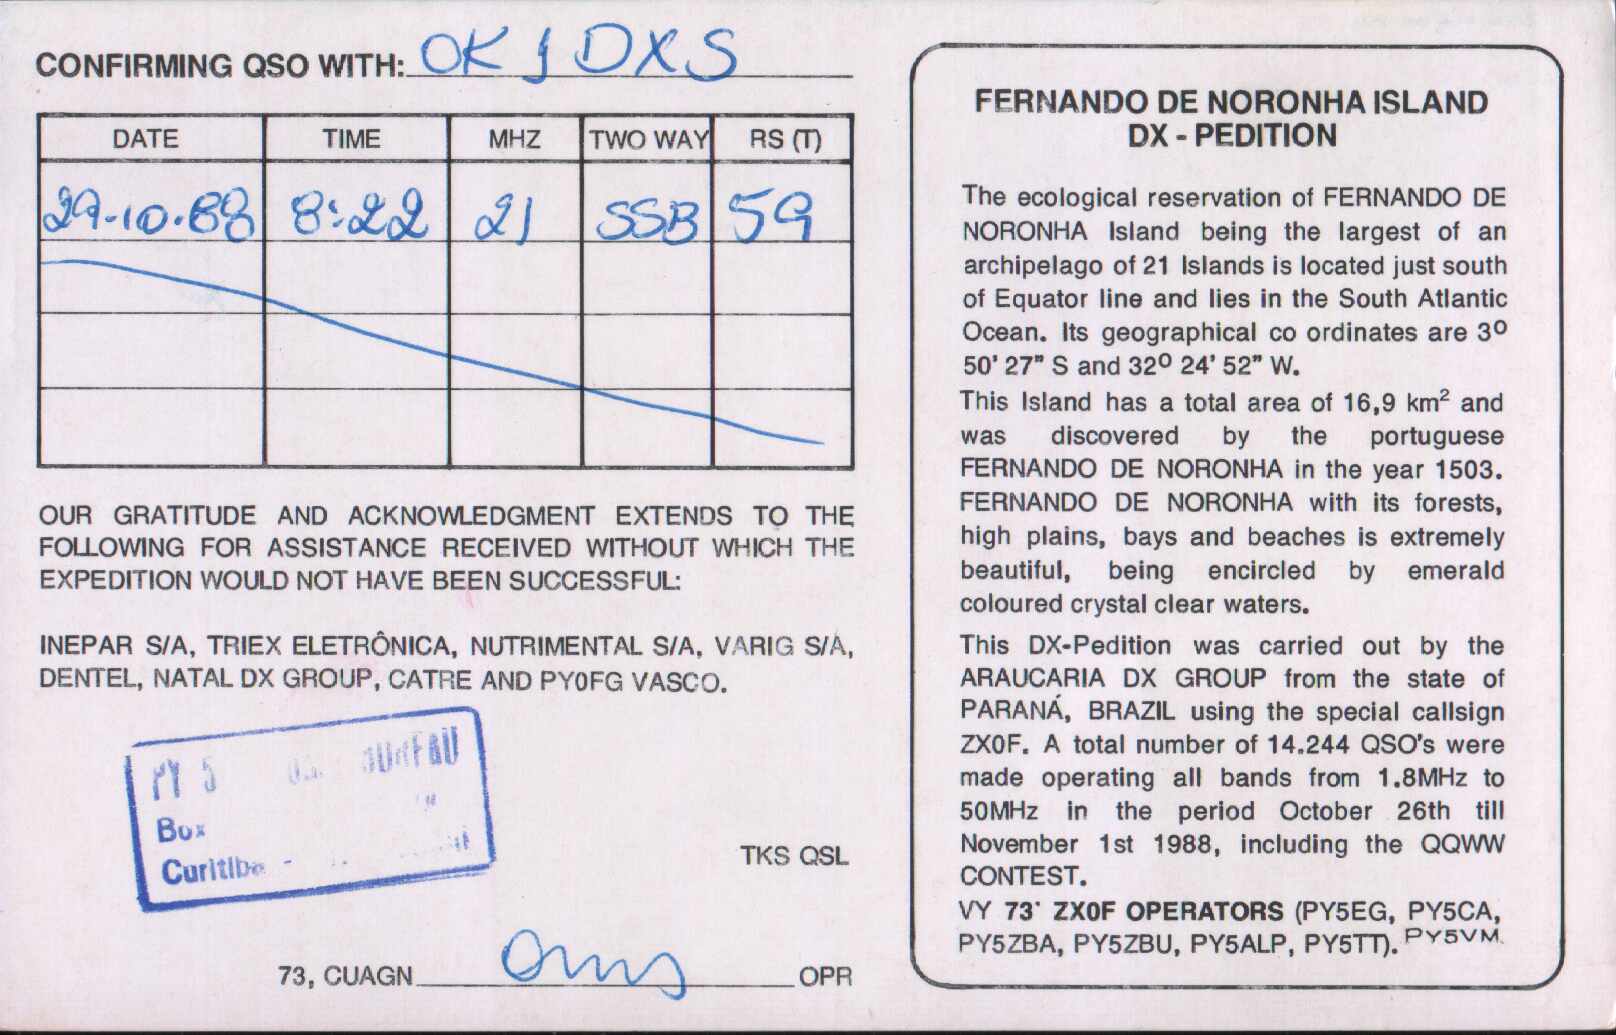 CONFIRMING QSO WITH: OK1DXS
DATE TIME MHZ TWO WAY RS (T)
29.10.88 8:22 21 SSB 59
OUR GRATITUDE AND ACKNOWLEDGMENT EXTENDS TO THE
FOLLOWING FOR ASSISTANCE RECEIVED WITHOUT WHICH THE
EXPEDITION WOULD NOT HAVE BEEN SUCCESSFUL:
INEPAR S/A, TRIEX ELETRÔNICA, NUTRIMENTAL S/A, VARIG S/A,
DENTEL, NATAL DX GROUP, CATRE AND PY0FG VASCO.
PY 5 BUREAU
Box
Curitiba -
TKS QSL
73, CUAGN OPR
FERNANDO DE NORONHA ISLAND
DX - PEDITION
The ecological reservation of FERNANDO DE
NORONHA Island being the largest of an
archipelago of 21 Islands is located just south
of Equator line and lies in the South Atlantic
Ocean. Its geographical co ordinates are 3º
50' 27" S and 32º 24' 52" W.
This Island has a total area of 16,9 km² and
was discovered by the portuguese
FERNANDO DE NORONHA in the year 1503.
FERNANDO DE NORONHA with its forests,
high plains, bays and beaches is extremely
beautiful, being encircled by emerald
coloured crystal clear waters.
This DX-Pedition was carried out by the
ARAUCARIA DX GROUP from the state of
PARANÁ, BRAZIL using the special callsign
ZX0F. A total number of 14.244 QSO's were
made operating all bands from 1.8MHz to
50MHz in the period October 26th till
November 1st 1988, including the QQWW
CONTEST.
VY 73' ZX0F OPERATORS (PY5EG, PY5CA,
PY5ZBA, PY5ZBU, PY5ALP, PY5TT). PY5VM.